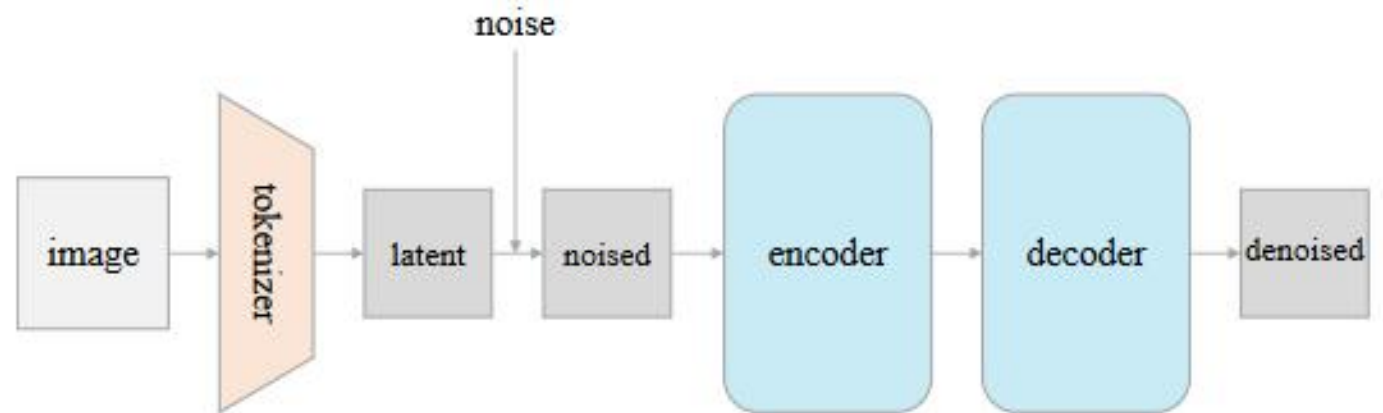 noise
image
tokenizer
latent
noised
encoder
decoder
denoised